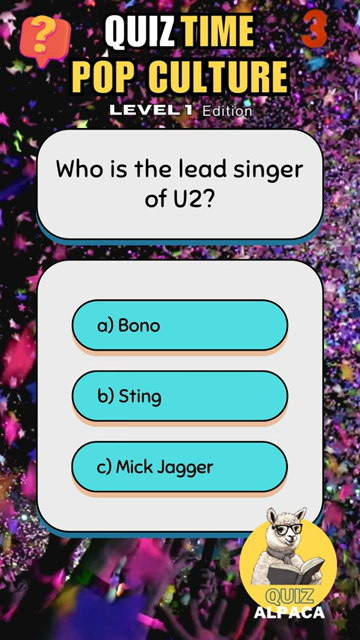 QUIZ TIME
3
POP CULTURE
LEVEL 1 Edition
Who is the lead singer
of U2?
a) Bono
b) Sting
c) Mick Jagger
QUIZ
ALPACA